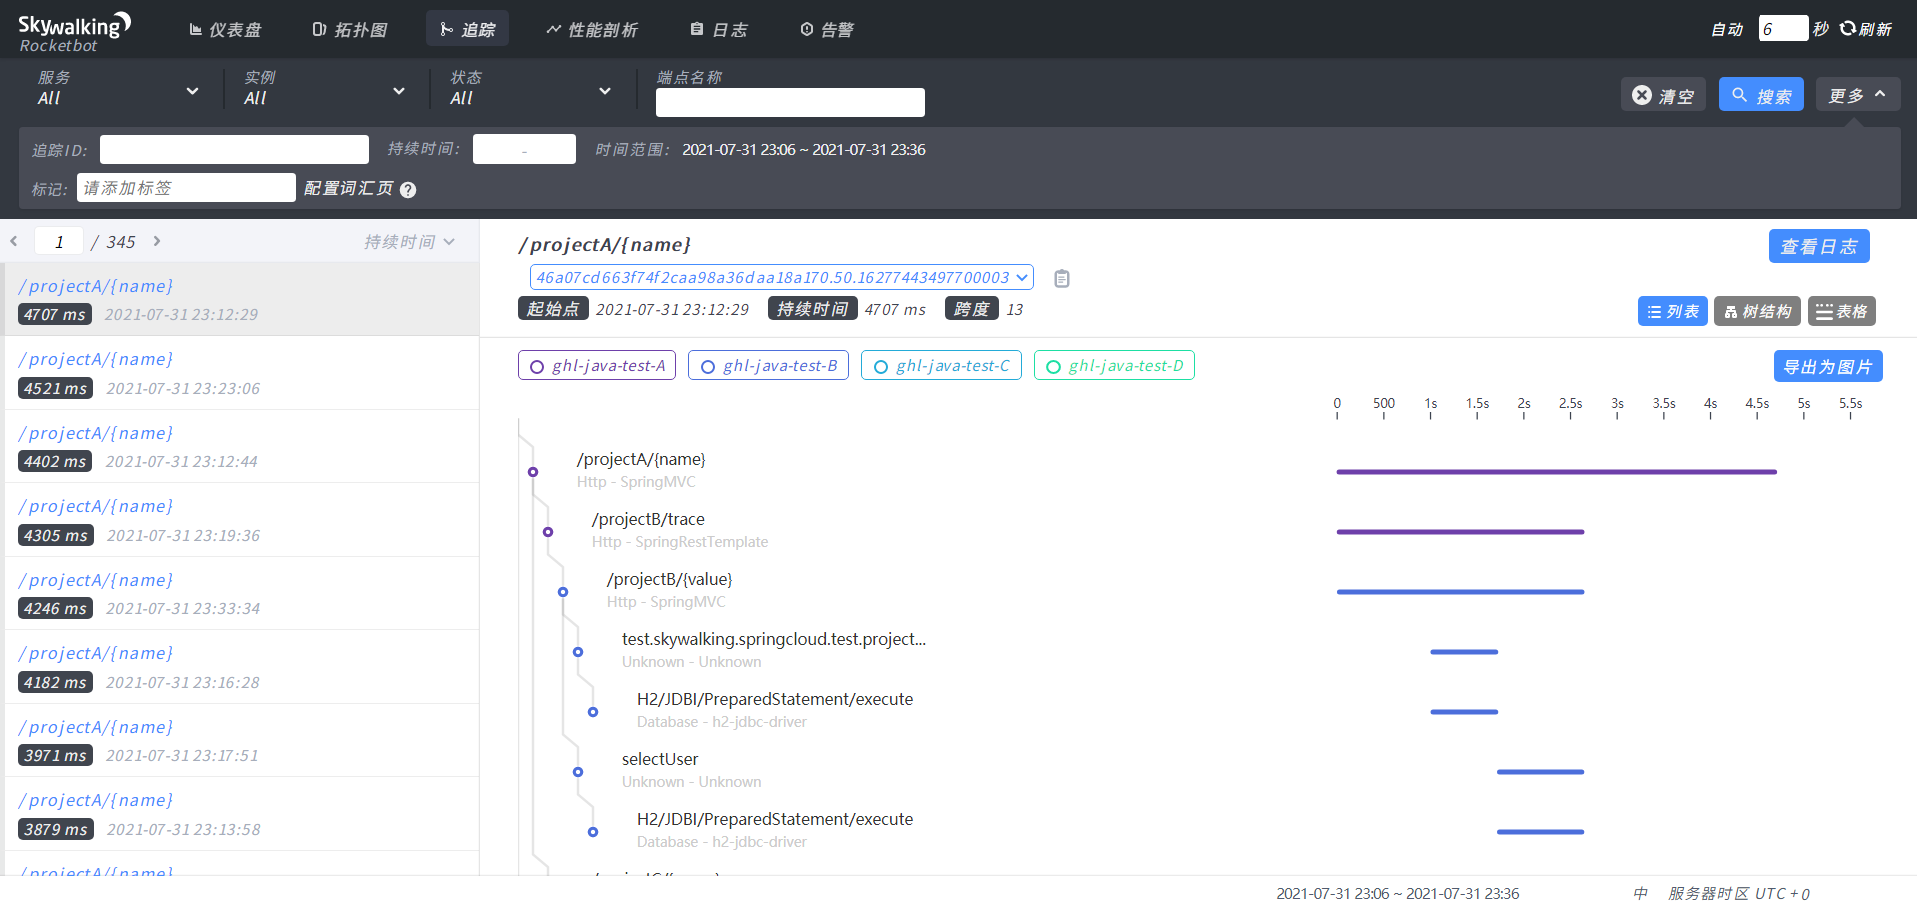 Skywalking
Rocketbot
仪表盘 拓扑图 追踪 性能剖析 日志 告警
自动 6 秒 刷新
服务 实例 状态 端点名称
All All All
清空 搜索 更多
追踪ID: 持续时间: - 时间范围: 2021-07-31 23:06 ~ 2021-07-31 23:36
标记: 请添加标签 配置词汇页 ?
1 / 345 持续时间
/projectA/{name}
4707 ms 2021-07-31 23:12:29
/projectA/{name}
4521 ms 2021-07-31 23:23:06
/projectA/{name}
4402 ms 2021-07-31 23:12:44
/projectA/{name}
4305 ms 2021-07-31 23:19:36
/projectA/{name}
4246 ms 2021-07-31 23:33:34
/projectA/{name}
4182 ms 2021-07-31 23:16:28
/projectA/{name}
3971 ms 2021-07-31 23:17:51
/projectA/{name}
3879 ms 2021-07-31 23:13:58
/projectA/{name}
/projectA/{name}
查看日志
46a07cd663f74f2caa98a36daa18a170.50.16277443497700003
起始点 2021-07-31 23:12:29 持续时间 4707 ms 跨度 13
列表 树结构 表格
ghl-java-test-A ghl-java-test-B ghl-java-test-C ghl-java-test-D
导出为图片
0 500 1s 1.5s 2s 2.5s 3s 3.5s 4s 4.5s 5s 5.5s
/projectA/{name}
Http - SpringMVC
/projectB/trace
Http - SpringRestTemplate
/projectB/{value}
Http - SpringMVC
test.skywalking.springcloud.test.project...
Unknown - Unknown
H2/JDBI/PreparedStatement/execute
Database - h2-jdbc-driver
selectUser
Unknown - Unknown
H2/JDBI/PreparedStatement/execute
Database - h2-jdbc-driver
2021-07-31 23:06 ~ 2021-07-31 23:36 中 服务器时区 UTC + 0